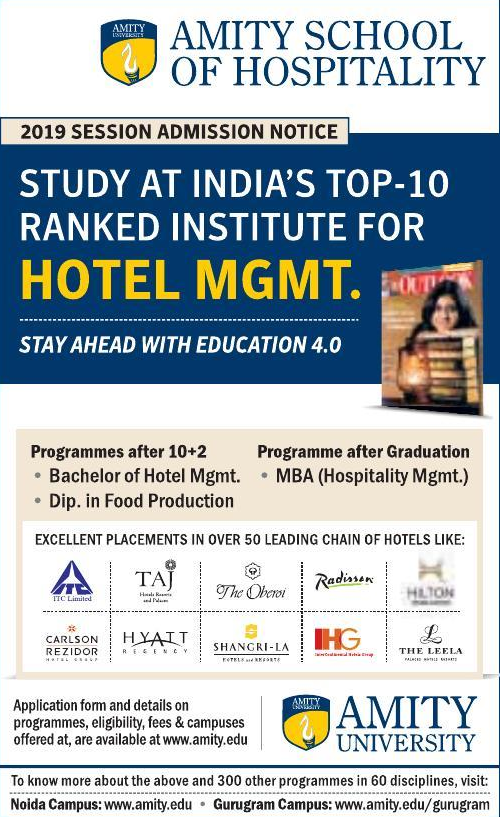 AMITY
UNIVERSITY
AMITY SCHOOL
OF HOSPITALITY
2019 SESSION ADMISSION NOTICE
STUDY AT INDIA'S TOP-10
RANKED INSTITUTE FOR
HOTEL MGMT.
OUTLOOK
STAY AHEAD WITH EDUCATION 4.0
Programmes after 10+2
• Bachelor of Hotel Mgmt.
• Dip. in Food Production
Programme after Graduation
• MBA (Hospitality Mgmt.)
EXCELLENT PLACEMENTS IN OVER 50 LEADING CHAIN OF HOTELS LIKE:
ITC Limited
TAJ
Hotels Resorts
and Palaces
The Oberoi
Radisson
HILTON
CARLSON
REZIDOR
HOTEL GROUP
HYATT
REGENCY
SHANGRI-LA
HOTELS and RESORTS
IHG
InterContinental Hotels Group
THE LEELA
PALACES HOTELS RESORTS
Application form and details on
programmes, eligibility, fees & campuses
offered at, are available at www.amity.edu
AMITY
UNIVERSITY
AMITY
UNIVERSITY
To know more about the above and 300 other programmes in 60 disciplines, visit:
Noida Campus: www.amity.edu • Gurugram Campus: www.amity.edu/gurugram